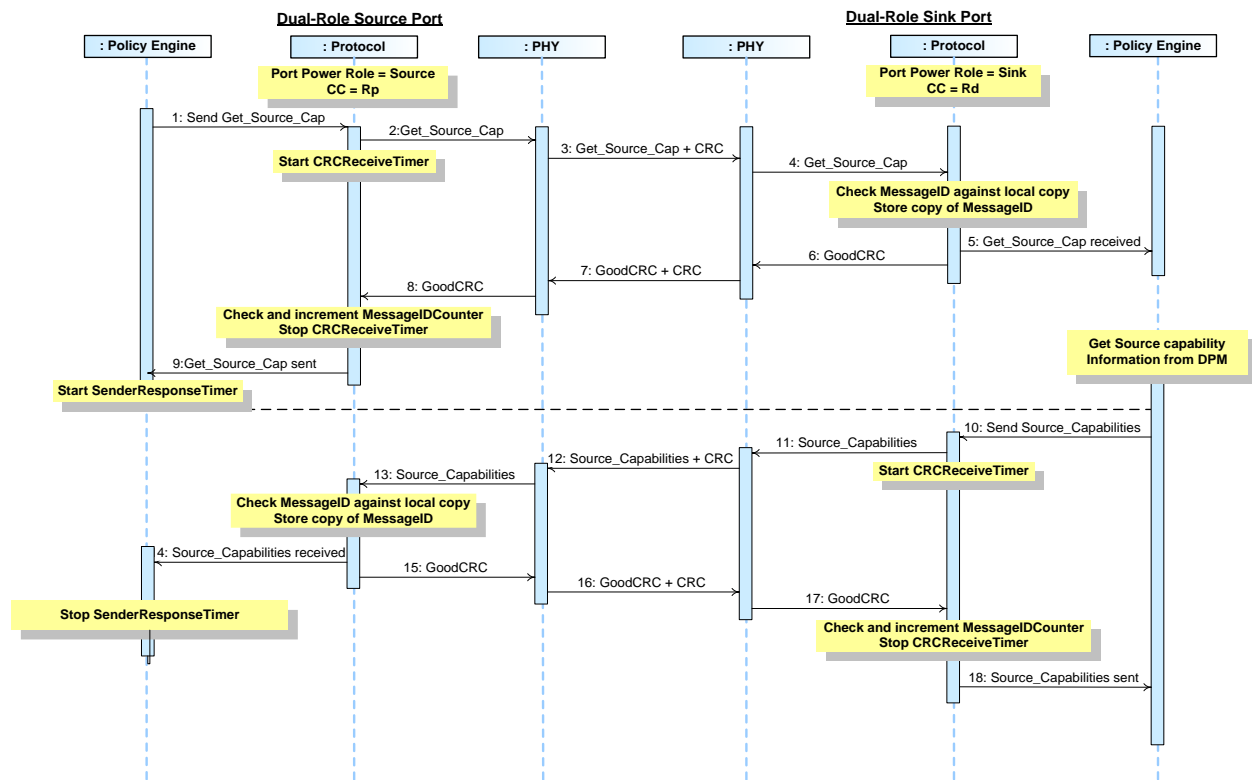 Dual-Role Source Port
Dual-Role Sink Port
: Policy Engine
: Protocol
: PHY
: PHY
: Protocol
: Policy Engine
Port Power Role = Source
CC = Rp
Port Power Role = Sink
CC = Rd
1: Send Get_Source_Cap
2:Get_Source_Cap
Start CRCReceiveTimer
3: Get_Source_Cap + CRC
4: Get_Source_Cap
Check MessageID against local copy
Store copy of MessageID
5: Get_Source_Cap received
6: GoodCRC
7: GoodCRC + CRC
8: GoodCRC
Check and increment MessageIDCounter
Stop CRCReceiveTimer
9:Get_Source_Cap sent
Start SenderResponseTimer
Get Source capability
Information from DPM
10: Send Source_Capabilities
11: Source_Capabilities
Start CRCReceiveTimer
12: Source_Capabilities + CRC
13: Source_Capabilities
Check MessageID against local copy
Store copy of MessageID
4: Source_Capabilities received
15: GoodCRC
16: GoodCRC + CRC
17: GoodCRC
Stop SenderResponseTimer
Check and increment MessageIDCounter
Stop CRCReceiveTimer
18: Source_Capabilities sent